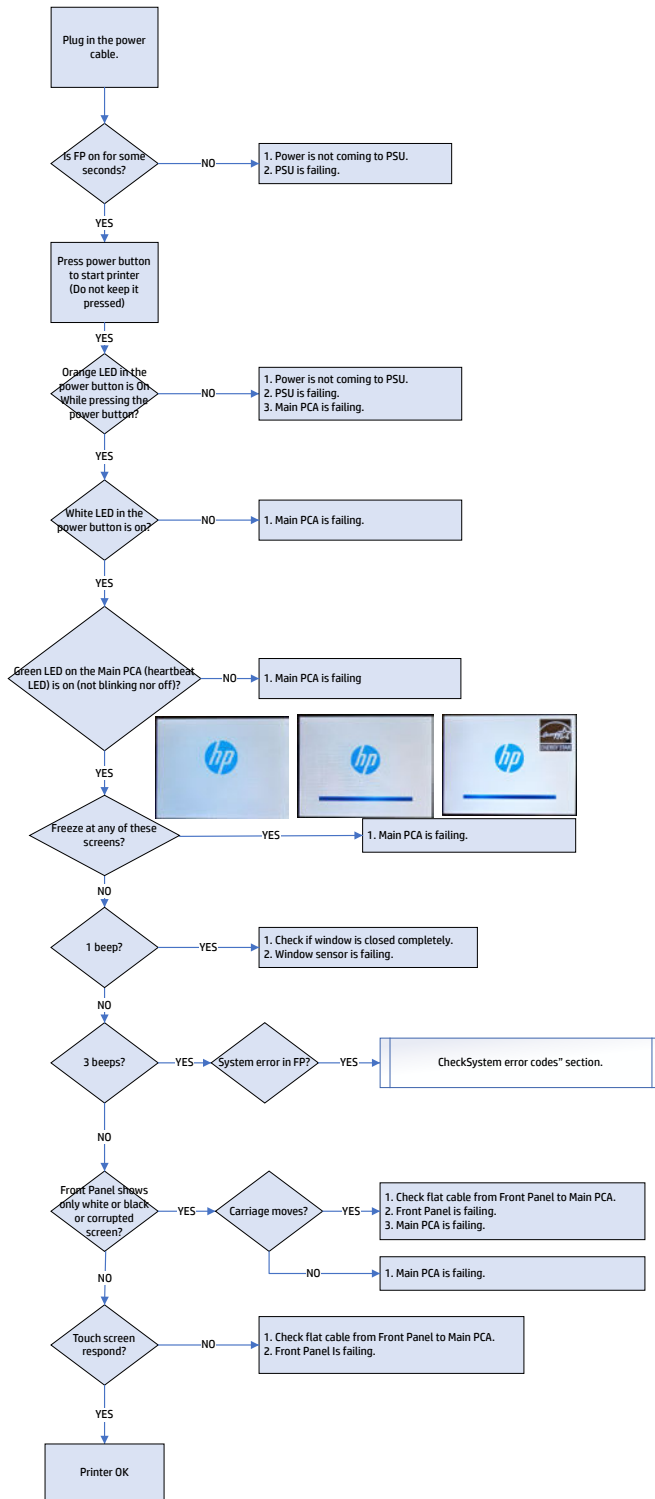 Plug in the power
cable.
Is FP on for some
seconds?
NO
1. Power is not coming to PSU.
2. PSU is failing.
YES
Press power button
to start printer
(Do not keep it
pressed)
YES
Orange LED in the
power button is On
While pressing the
power button?
NO
1. Power is not coming to PSU.
2. PSU is failing.
3. Main PCA is failing.
YES
White LED in the
power button is on?
NO
1. Main PCA is failing.
YES
Green LED on the Main PCA (heartbeat
LED) is on (not blinking nor off)?
NO
1. Main PCA is failing
hp
hp
hp
ENERGY STAR
YES
Freeze at any of these
screens?
YES
1. Main PCA is failing.
NO
1 beep?
YES
1. Check if window is closed completely.
2. Window sensor is failing.
NO
3 beeps?
YES
System error in FP?
YES
CheckSystem error codes" section.
NO
Front Panel shows
only white or black
or corrupted
screen?
YES
Carriage moves?
YES
1. Check flat cable from Front Panel to Main PCA.
2. Front Panel is failing.
3. Main PCA is failing.
NO
1. Main PCA is failing.
NO
Touch screen
respond?
NO
1. Check flat cable from Front Panel to Main PCA.
2. Front Panel Is failing.
YES
Printer OK